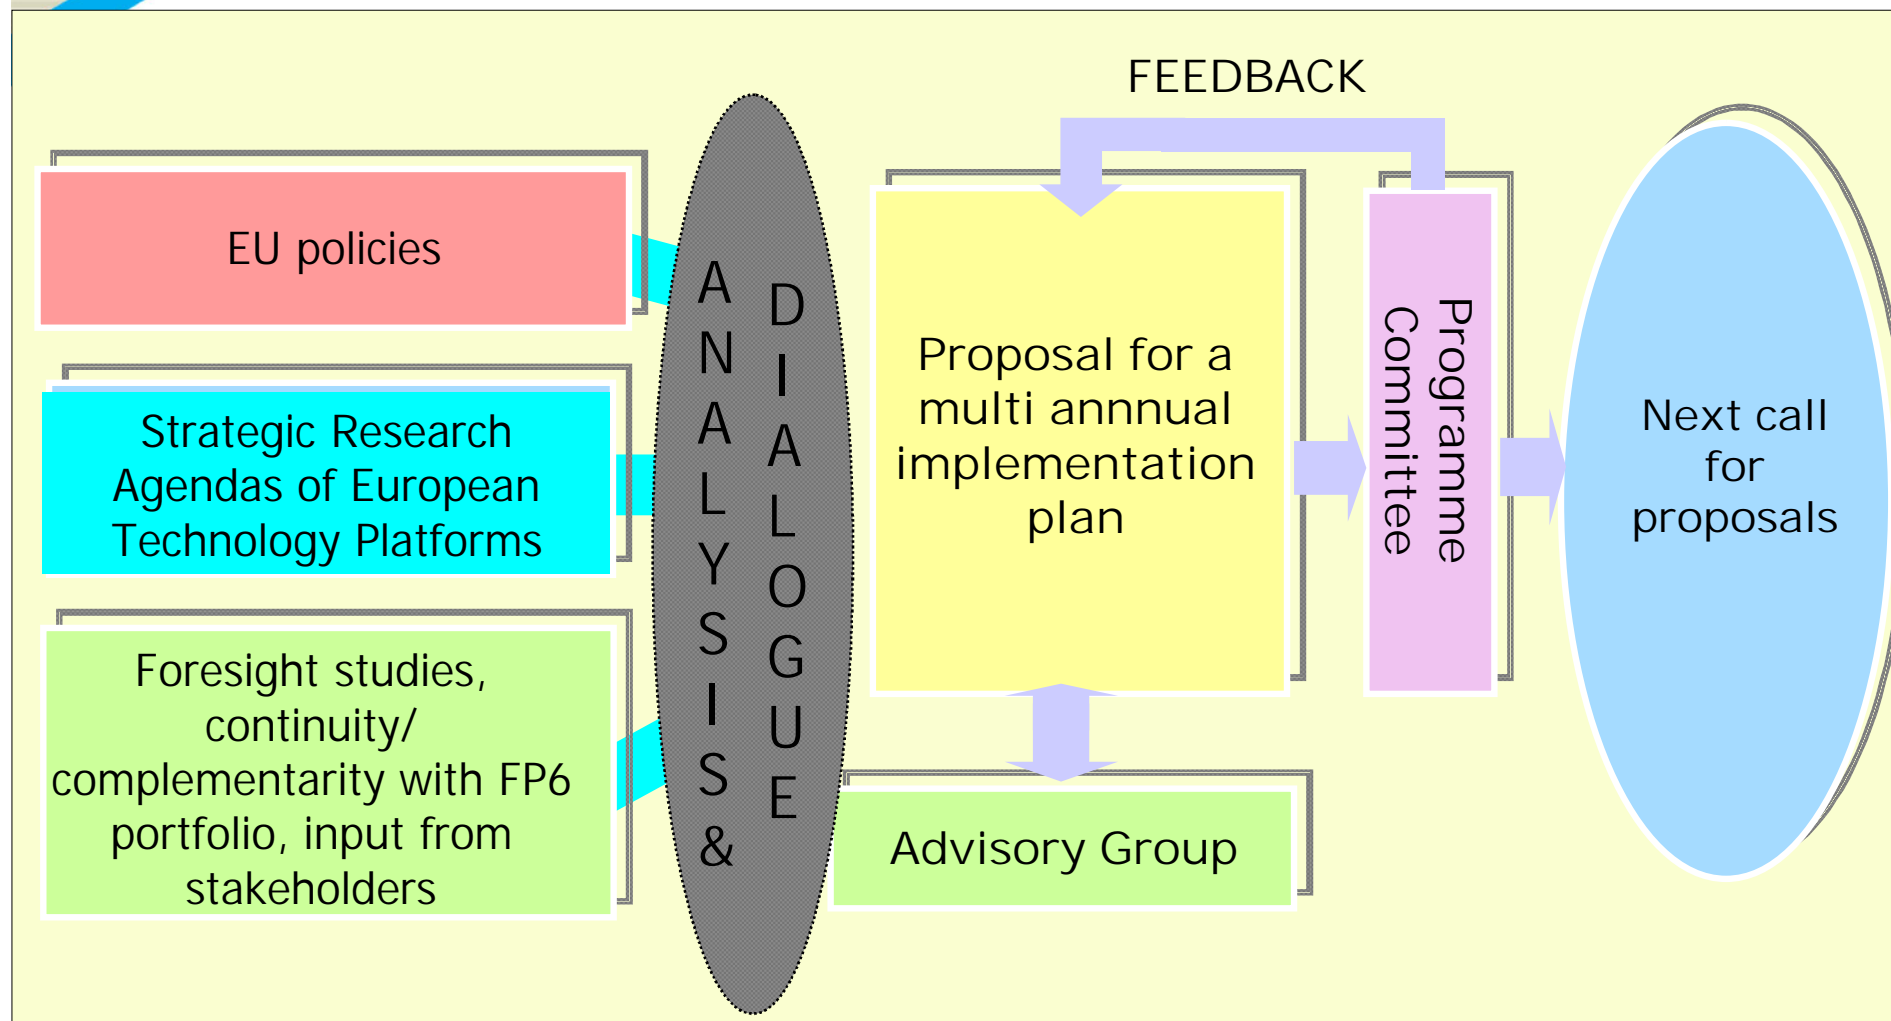 FEEDBACK
EU policies
Strategic Research
Agendas of European
Technology Platforms
Foresight studies,
continuity/
complementarity with FP6
portfolio, input from
stakeholders
ANALYSIS &
DIALOGUE
Proposal for a
multi annnual
implementation
plan
Advisory Group
Programme
Committee
Next call
for
proposals